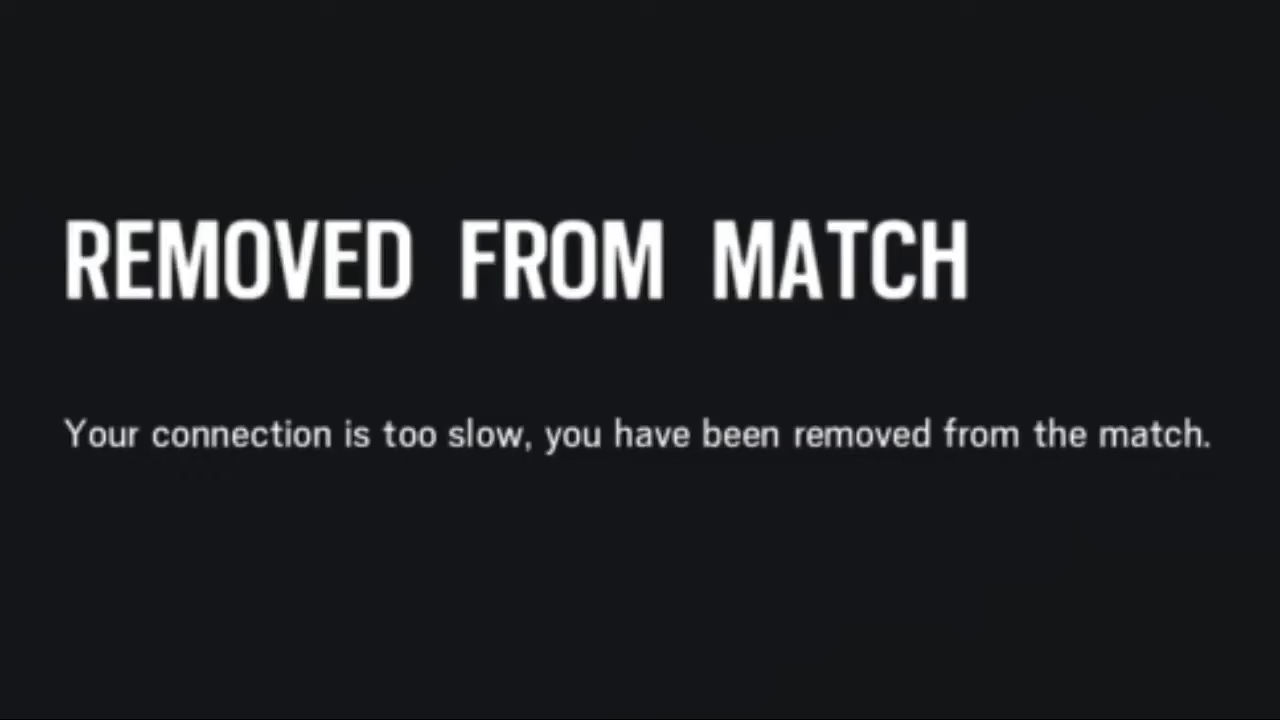 REMOVED FROM MATCH
Your connection is too slow, you have been removed from the match.